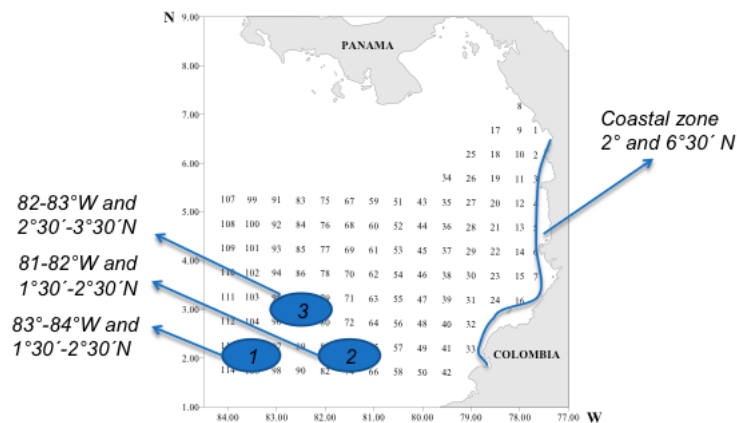 N 9.00
PANAMA
8.00
8
7.00
17 9 1
Coastal zone
2° and 6°30´ N
25 18 10 2
6.00
34 26 19 11 3
82-83°W and
2°30´-3°30´N
107 99 91 83 75 67 59 51 43 35 27 20 12 4
5.00
108 100 92 84 76 68 60 52 44 36 28 21 13
109 101 93 85 77 69 61 53 45 37 29 22 14 6
4.00
81-82°W and
1°30´-2°30´N
102 94 86 78 70 62 54 46 38 30 23 15 7
111 103 71 63 55 47 39 31 24 16
3.00
3
83°-84°W and
1°30´-2°30´N
112 104 72 64 56 48 40 32
57 49 41 33
COLOMBIA
2.00
1
2
114 98 90 82 66 58 50 42
1.00
84.00 83.00 82.00 81.00 80.00 79.00 78.00 77.00 W